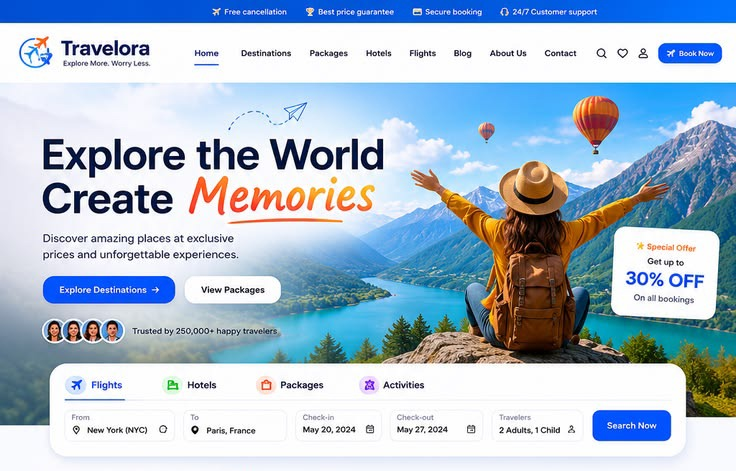 Free cancellation
Best price guarantee
Secure booking
24/7 Customer support
Travelora
Explore More. Worry Less.
Home
Destinations
Packages
Hotels
Flights
Blog
About Us
Contact
Book Now
Explore the World
Create Memories
Discover amazing places at exclusive
prices and unforgettable experiences.
Explore Destinations →
View Packages
Trusted by 250,000+ happy travelers
Special Offer
Get up to
30% OFF
On all bookings
Flights
Hotels
Packages
Activities
From
New York (NYC)
To
Paris, France
Check-in
May 20, 2024
Check-out
May 27, 2024
Travelers
2 Adults, 1 Child
Search Now